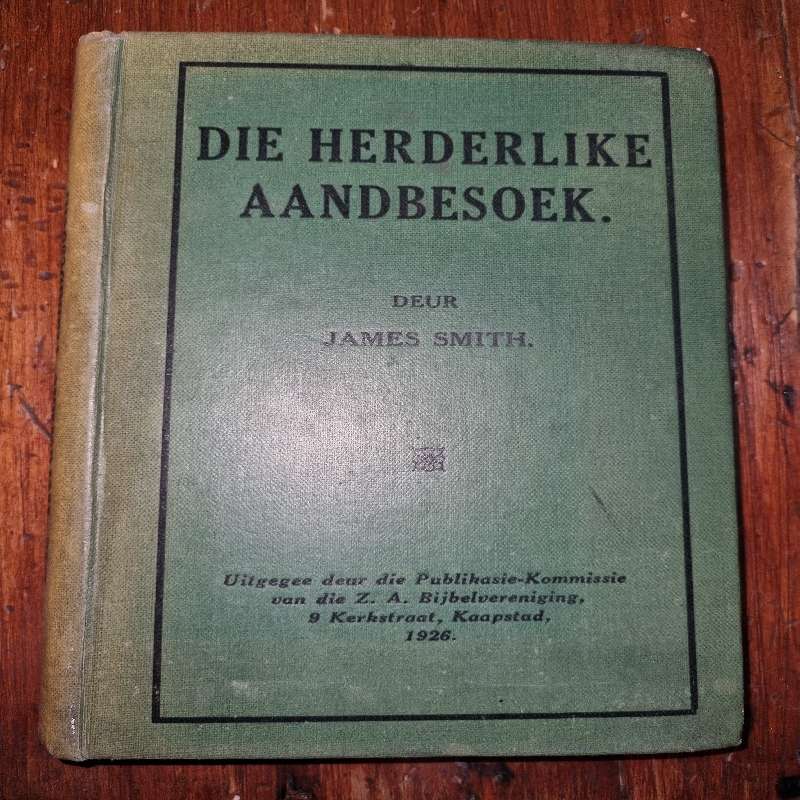 DIE HERDERLIKE
AANDBESOEK.
DEUR
JAMES SMITH.
Uitgegee deur die Publikasie-Kommissie
van die Z. A. Bijbelvereniging,
9 Kerkstraat, Kaapstad,
1926.